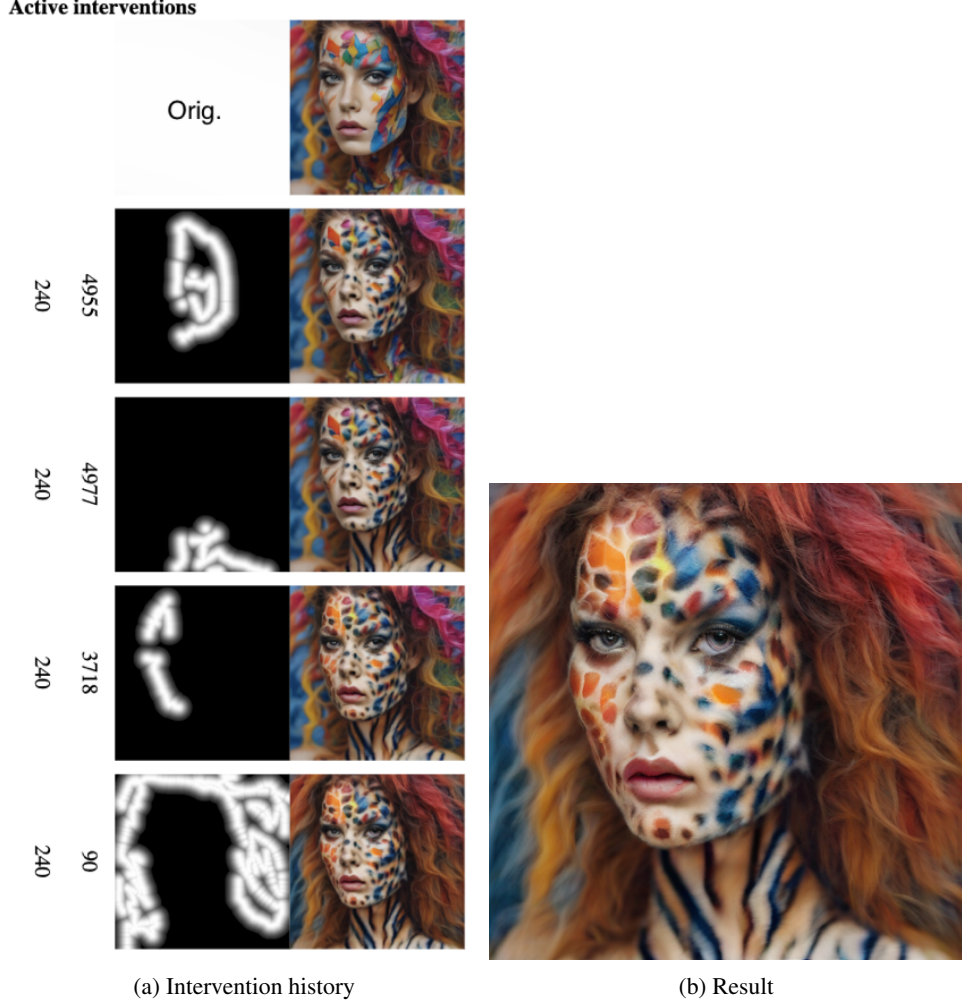 Active interventions
Orig.
4955
240
4977
240
3718
240
90
240
(a) Intervention history
(b) Result